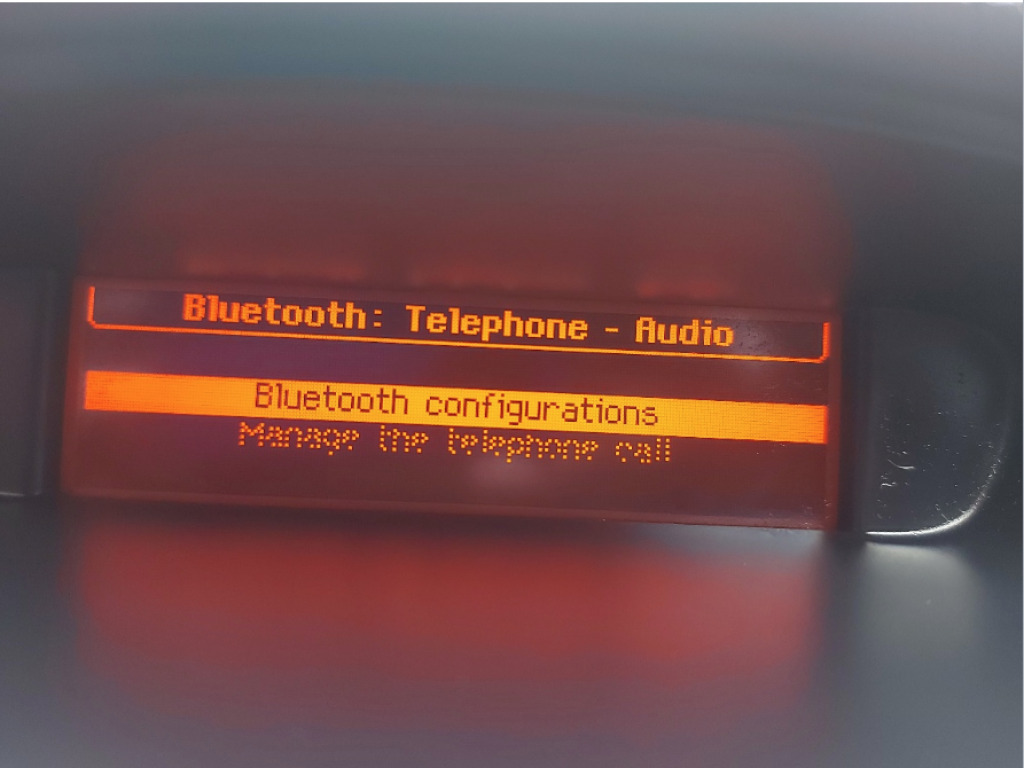 Bluetooth: Telephone - Audio
Bluetooth configurations
Manage the telephone call